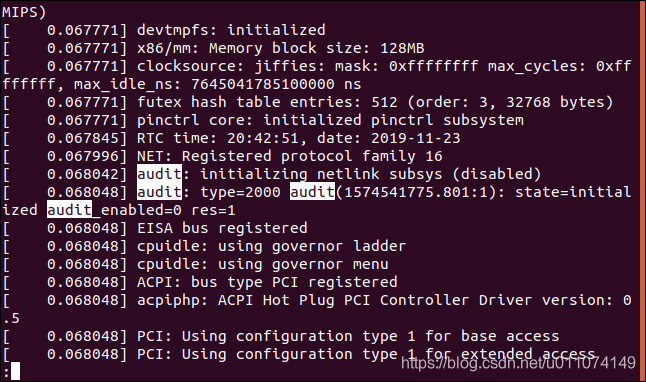 MIPS)
[    0.067771] devtmpfs: initialized
[    0.067771] x86/mm: Memory block size: 128MB
[    0.067771] clocksource: jiffies: mask: 0xffffffff max_cycles: 0xff
ffffff, max_idle_ns: 7645041785100000 ns
[    0.067771] futex hash table entries: 512 (order: 3, 32768 bytes)
[    0.067771] pinctrl core: initialized pinctrl subsystem
[    0.067845] RTC time: 20:42:51, date: 2019-11-23
[    0.067996] NET: Registered protocol family 16
[    0.068042] audit: initializing netlink subsys (disabled)
[    0.068048] audit: type=2000 audit(1574541775.801:1): state=initial
ized audit_enabled=0 res=1
[    0.068048] EISA bus registered
[    0.068048] cpuidle: using governor ladder
[    0.068048] cpuidle: using governor menu
[    0.068048] ACPI: bus type PCI registered
[    0.068048] acpiphp: ACPI Hot Plug PCI Controller Driver version: 0
.5
[    0.068048] PCI: Using configuration type 1 for base access
[    0.068048] PCI: Using configuration type 1 for extended access
:
https://blog.csdn.net/u011074149